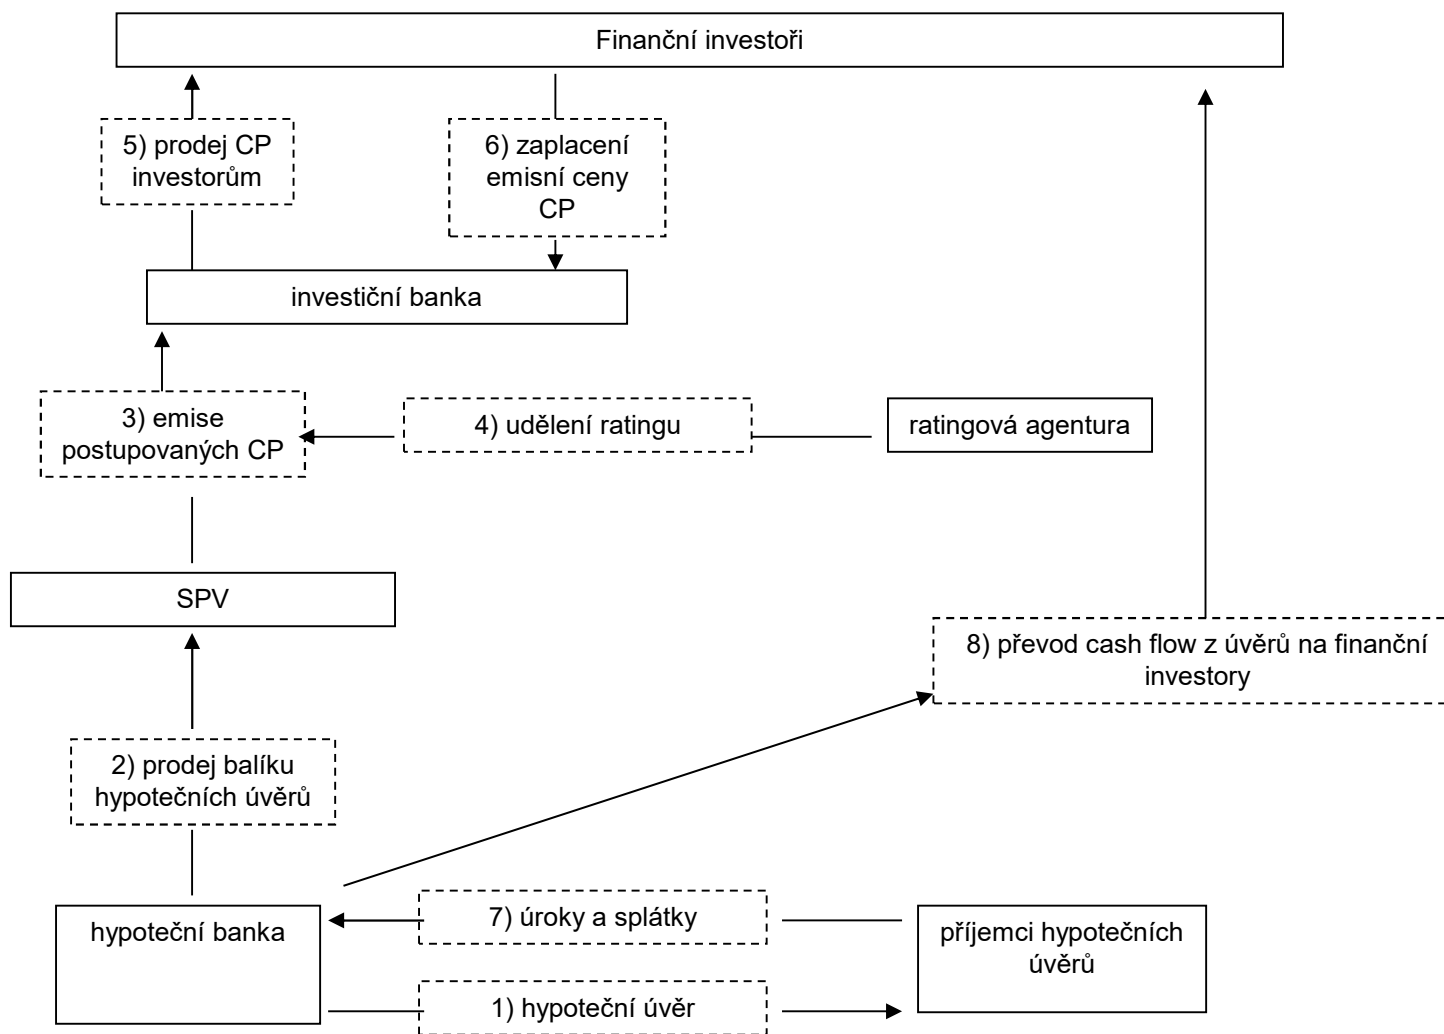 Finanční investoři
5) prodej CP
investorům
6) zaplacení
emisní ceny
CP
investiční banka
3) emise
postupovaných CP
4) udělení ratingu
ratingová agentura
SPV
8) převod cash flow z úvěrů na finanční
investory
2) prodej balíku
hypotečních úvěrů
hypoteční banka
7) úroky a splátky
příjemci hypotečních
úvěrů
1) hypoteční úvěr